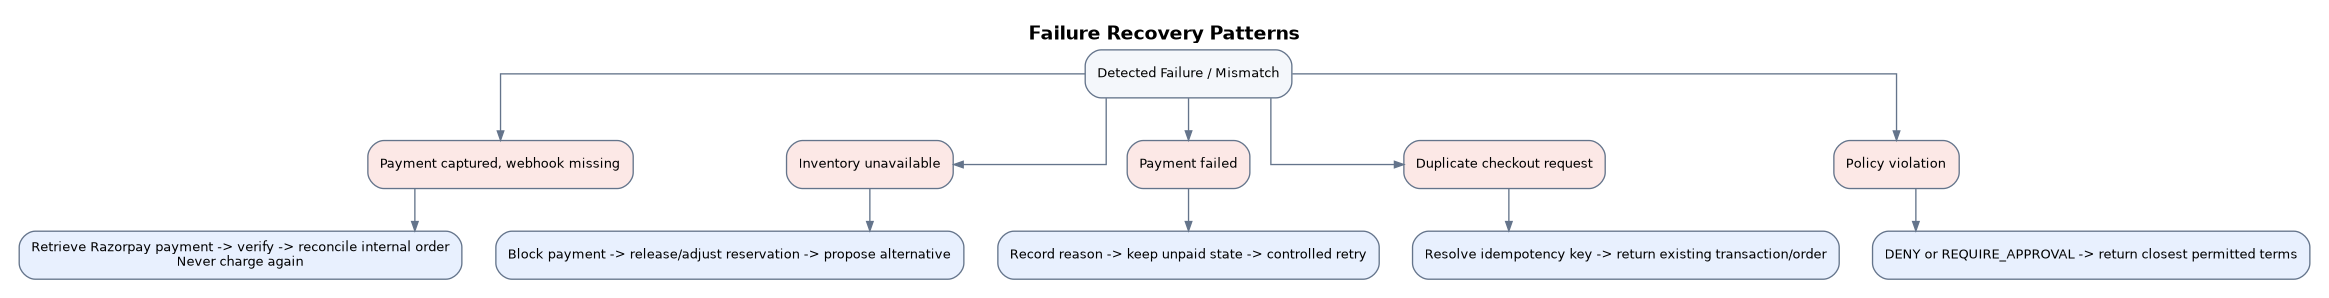 Failure Recovery Patterns
Detected Failure / Mismatch
Payment captured, webhook missing
Inventory unavailable
Payment failed
Duplicate checkout request
Policy violation
Retrieve Razorpay payment -> verify -> reconcile internal order
Never charge again
Block payment -> release/adjust reservation -> propose alternative
Record reason -> keep unpaid state -> controlled retry
Resolve idempotency key -> return existing transaction/order
DENY or REQUIRE_APPROVAL -> return closest permitted terms